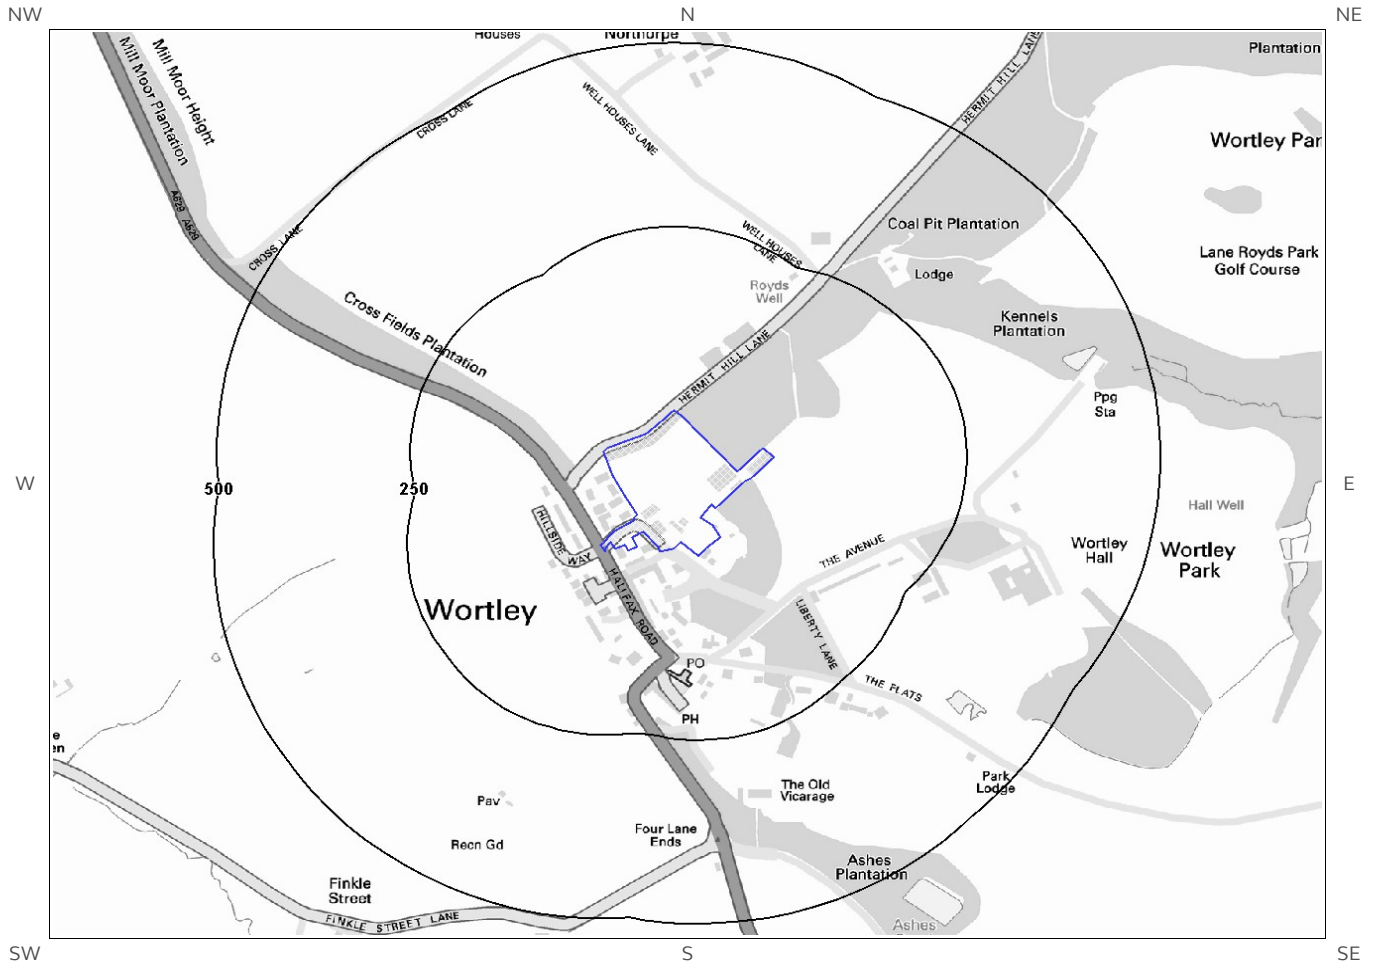 NW
N
NE
Houses
Northorpe
Plantation
Mill Moor Height
Mill Moor Plantation
HERMIT HILL LANE
CROSS LANE
WELL HOUSES LANE
Wortley Par
A629
A629
CROSS LANE
WELL HOUSES
LANE
Coal Pit Plantation
Lane Royds Park
Golf Course
Lodge
Royds
Well
Cross Fields Plantation
Kennels
Plantation
HERMIT HILL LANE
Ppg
Sta
W
500
250
E
Hall Well
HILLSIDE WAY
THE AVENUE
Wortley
Hall
Wortley
Park
HALIFAX ROAD
Wortley
LIBERTY LANE
PO
THE FLATS
PH
e
en
Park
Lodge
The Old
Vicarage
Pav
Four Lane
Ends
Recn Gd
Ashes
Plantation
Finkle
Street
FINKLE STREET LANE
Ashes
SW
S
SE